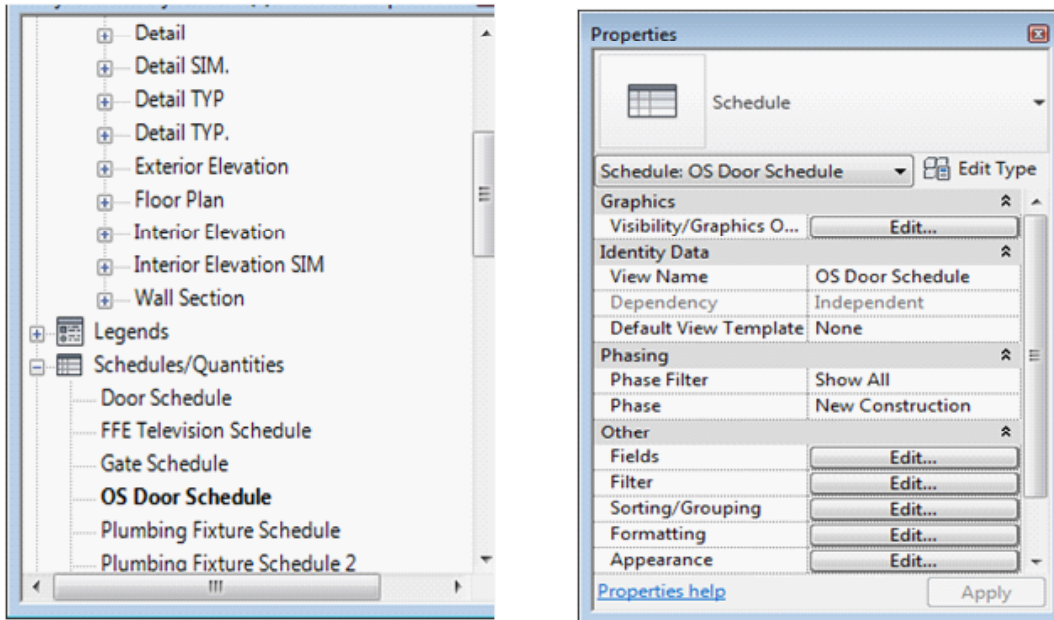 Detail
Detail SIM.
Detail TYP
Detail TYP.
Exterior Elevation
Floor Plan
Interior Elevation
Interior Elevation SIM
Wall Section
Legends
Schedules/Quantities
Door Schedule
FFE Television Schedule
Gate Schedule
OS Door Schedule
Plumbing Fixture Schedule
Plumbing Fixture Schedule 2
Properties
Schedule
Schedule: OS Door Schedule Edit Type
Graphics
Visibility/Graphics O... Edit...
Identity Data
View Name OS Door Schedule
Dependency Independent
Default View Template None
Phasing
Phase Filter Show All
Phase New Construction
Other
Fields Edit...
Filter Edit...
Sorting/Grouping Edit...
Formatting Edit...
Appearance Edit...
Properties help Apply